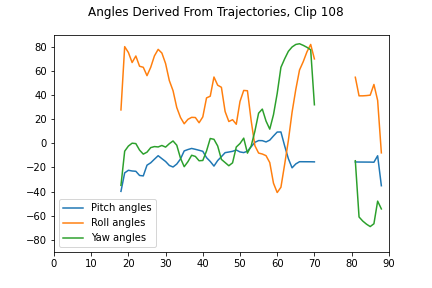 Angles Derived From Trajectories, Clip 108
80
60
40
20
0
−20
−40
−60
−80
Pitch angles
Roll angles
Yaw angles
0 10 20 30 40 50 60 70 80 90